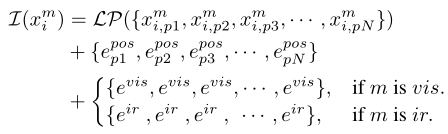 I(x_i^m) = LP({x_{i,p1}^m, x_{i,p2}^m, x_{i,p3}^m, ⋯, x_{i,pN}^m})
+ {e_{p1}^{pos}, e_{p2}^{pos}, e_{p3}^{pos}, ⋯, e_{pN}^{pos}}
+ { {e^{vis}, e^{vis}, e^{vis}, ⋯, e^{vis}}, if m is vis.
{e^{ir}, e^{ir}, e^{ir}, ⋯, e^{ir}}, if m is ir.